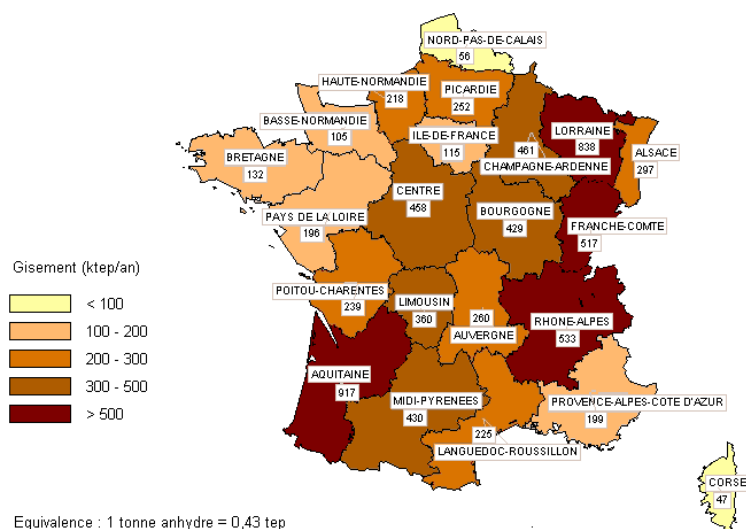 NORD-PAS-DE-CALAIS
56
HAUTE-NORMANDIE
218
PICARDIE
252
BASSE-NORMANDIE
105
ILE-DE-FRANCE
115
LORRAINE
838
461
CHAMPAGNE-ARDENNE
ALSACE
297
BRETAGNE
132
CENTRE
458
PAYS DE LA LOIRE
196
BOURGOGNE
429
FRANCHE-COMTE
517
Gisement (ktep/an)
< 100
100 - 200
200 - 300
300 - 500
> 500
POITOU-CHARENTES
239
LIMOUSIN
360
260
AUVERGNE
RHONE-ALPES
533
AQUITAINE
917
MIDI-PYRENEES
430
PROVENCE-ALPES-COTE D'AZUR
199
225
LANGUEDOC-ROUSSILLON
CORSE
47
Equivalence : 1 tonne anhydre = 0,43 tep